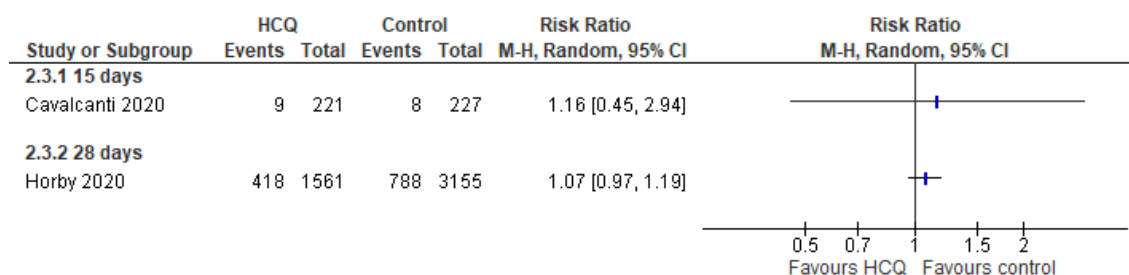 HCQ Control Risk Ratio Risk Ratio
Study or Subgroup Events Total Events Total M-H, Random, 95% CI M-H, Random, 95% CI
2.3.1 15 days
Cavalcanti 2020 9 221 8 227 1.16 [0.45, 2.94]
2.3.2 28 days
Horby 2020 418 1561 788 3155 1.07 [0.97, 1.19]
0.5 0.7 1 1.5 2
Favours HCQ Favours control